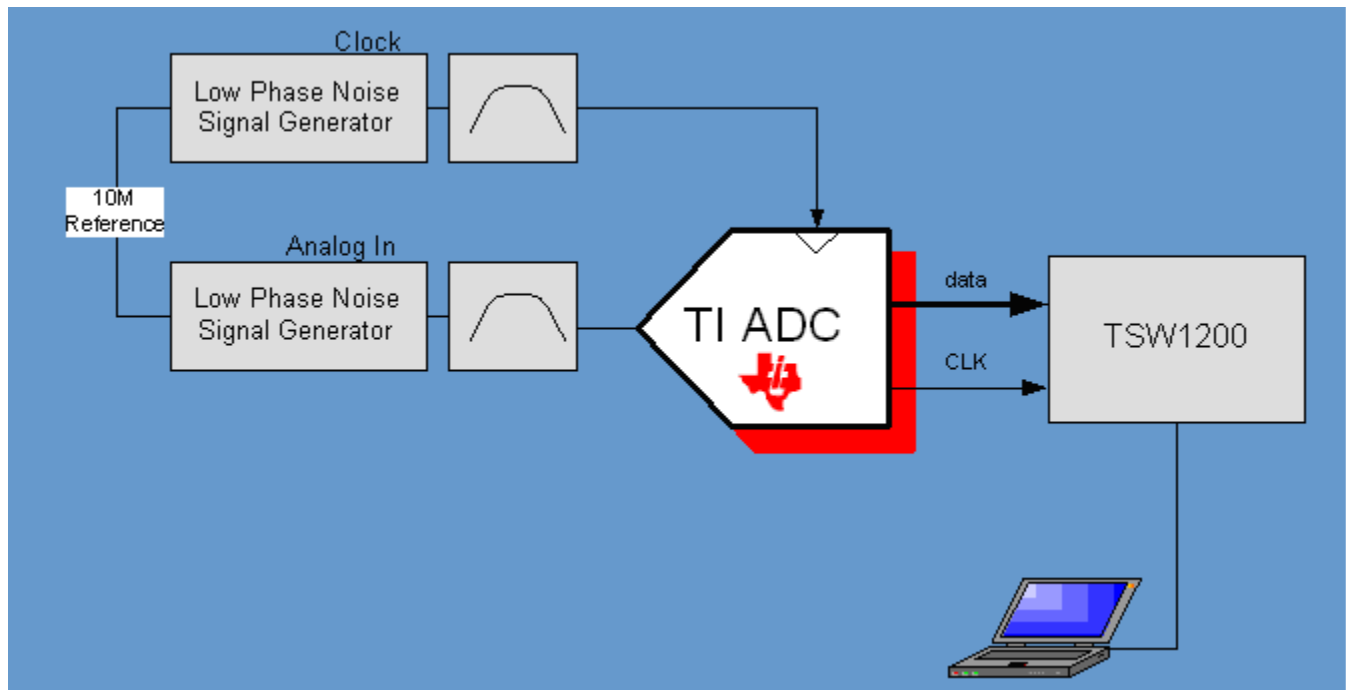 Clock
Low Phase Noise
Signal Generator
10M
Reference
Analog In
Low Phase Noise
Signal Generator
TI ADC
data
CLK
TSW1200